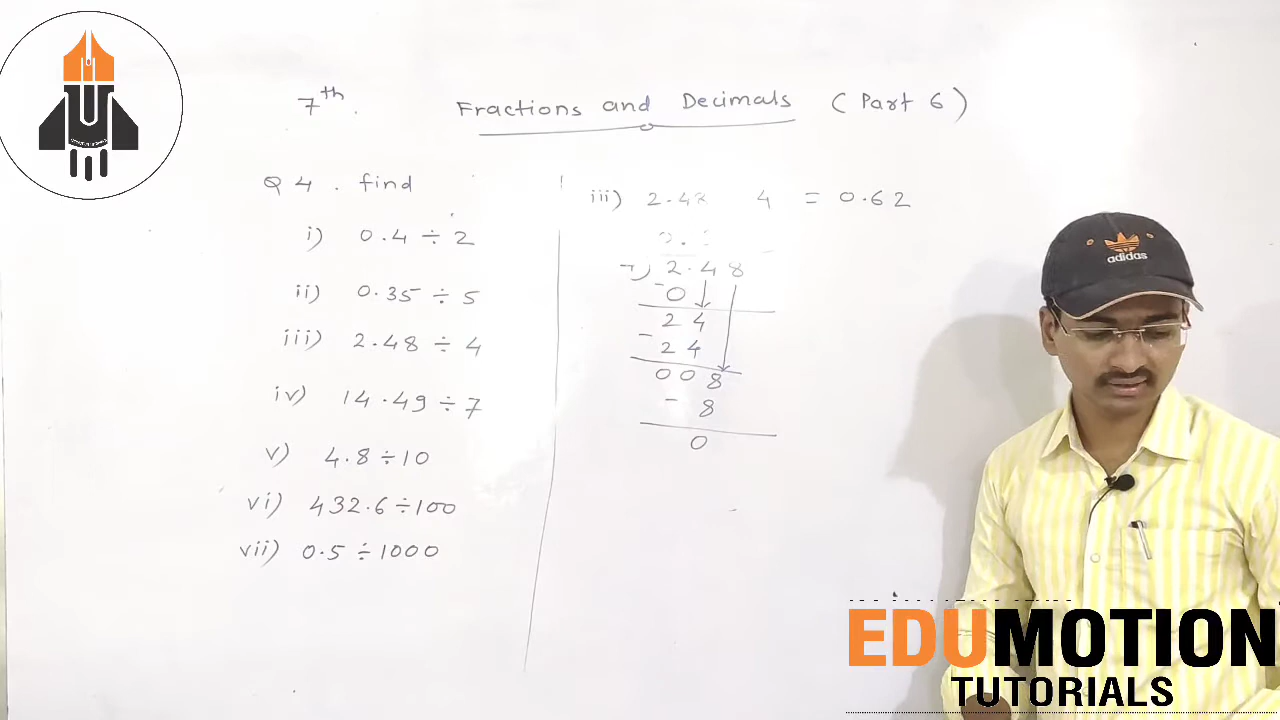 7th. Fractions and Decimals (Part 6)
Q 4. find
i) 0.4 ÷ 2
ii) 0.35 ÷ 5
iii) 2.48 ÷ 4
iv) 14.49 ÷ 7
v) 4.8 ÷ 10
vi) 432.6 ÷ 100
vii) 0.5 ÷ 1000
iii) 2.48 4 = 0.62
2.48
- 0
24
- 24
008
- 8
0
adidas
EDUMOTION
TUTORIALS